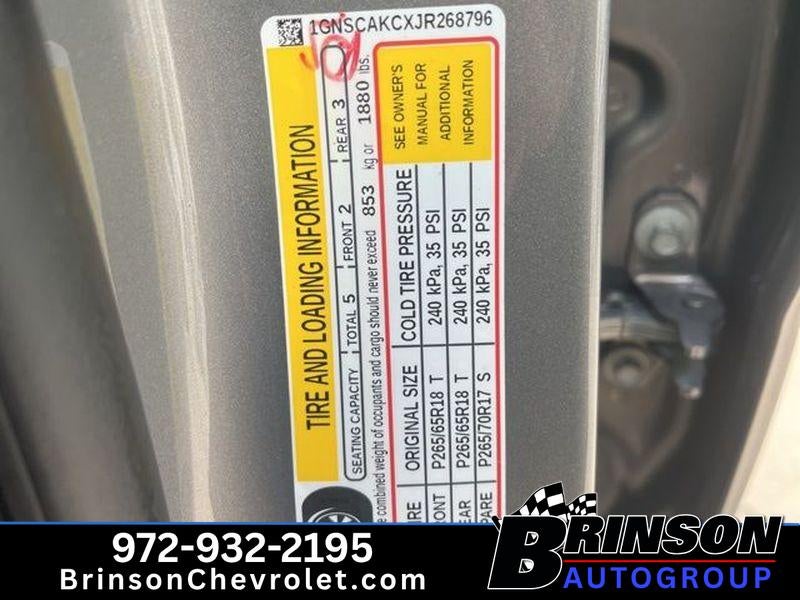 1GNSCAKCXJR268796
TIRE AND LOADING INFORMATION
SEATING CAPACITY TOTAL 5 FRONT 2 REAR 3
combined weight of occupants and cargo should never exceed 853 kg or 1880 lbs.
ORIGINAL SIZE COLD TIRE PRESSURE
P265/65R18 T 240 kPa, 35 PSI
P265/65R18 T 240 kPa, 35 PSI
P265/70R17 S 240 kPa, 35 PSI
SEE OWNER'S
MANUAL FOR
ADDITIONAL
INFORMATION
972-932-2195
BrinsonChevrolet.com
BRINSON
AUTOGROUP